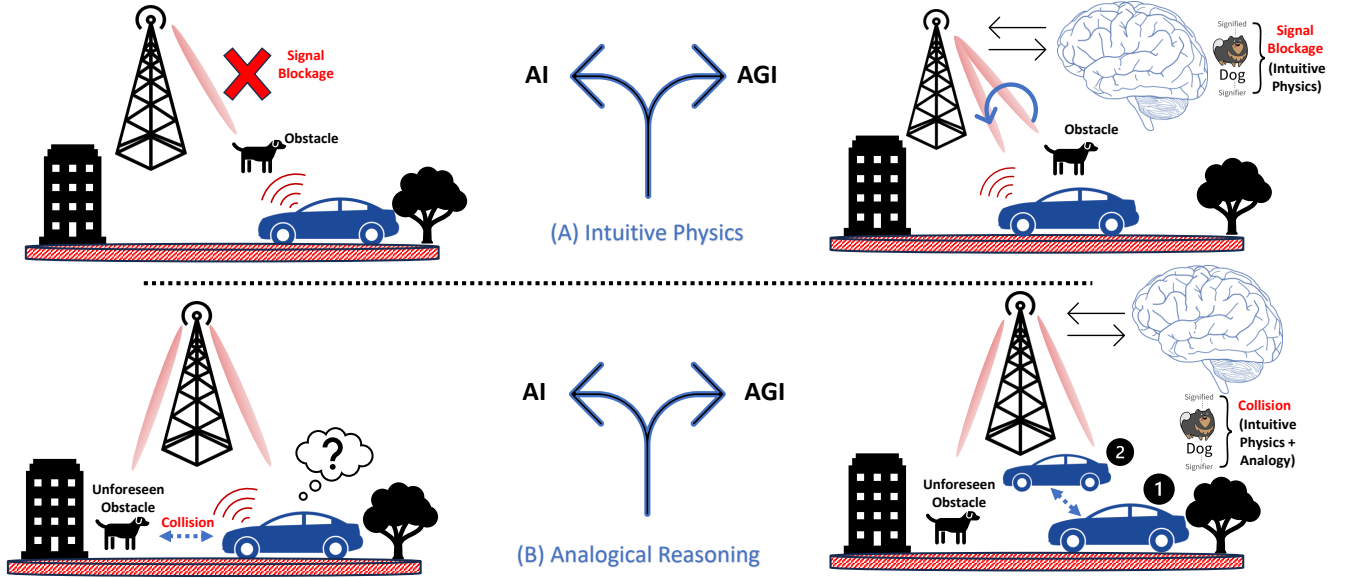 Signal
Blockage
Obstacle
AI
AGI
(A) Intuitive Physics
Obstacle
Signified
Dog
Signifier
Signal
Blockage
(Intuitive
Physics)
Unforeseen
Obstacle
Collision
?
AI
AGI
(B) Analogical Reasoning
Unforeseen
Obstacle
2
1
Signified
Dog
Signifier
Collision
(Intuitive
Physics +
Analogy)